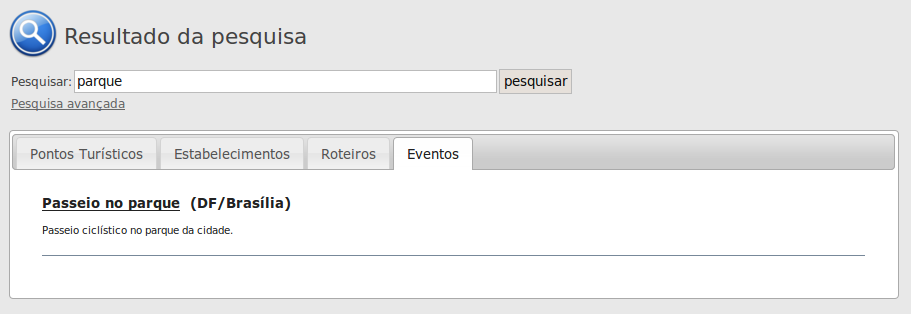 Resultado da pesquisa
Pesquisar: parque pesquisar
Pesquisa avançada
Pontos Turísticos Estabelecimentos Roteiros Eventos
Passeio no parque (DF/Brasília)
Passeio ciclístico no parque da cidade.